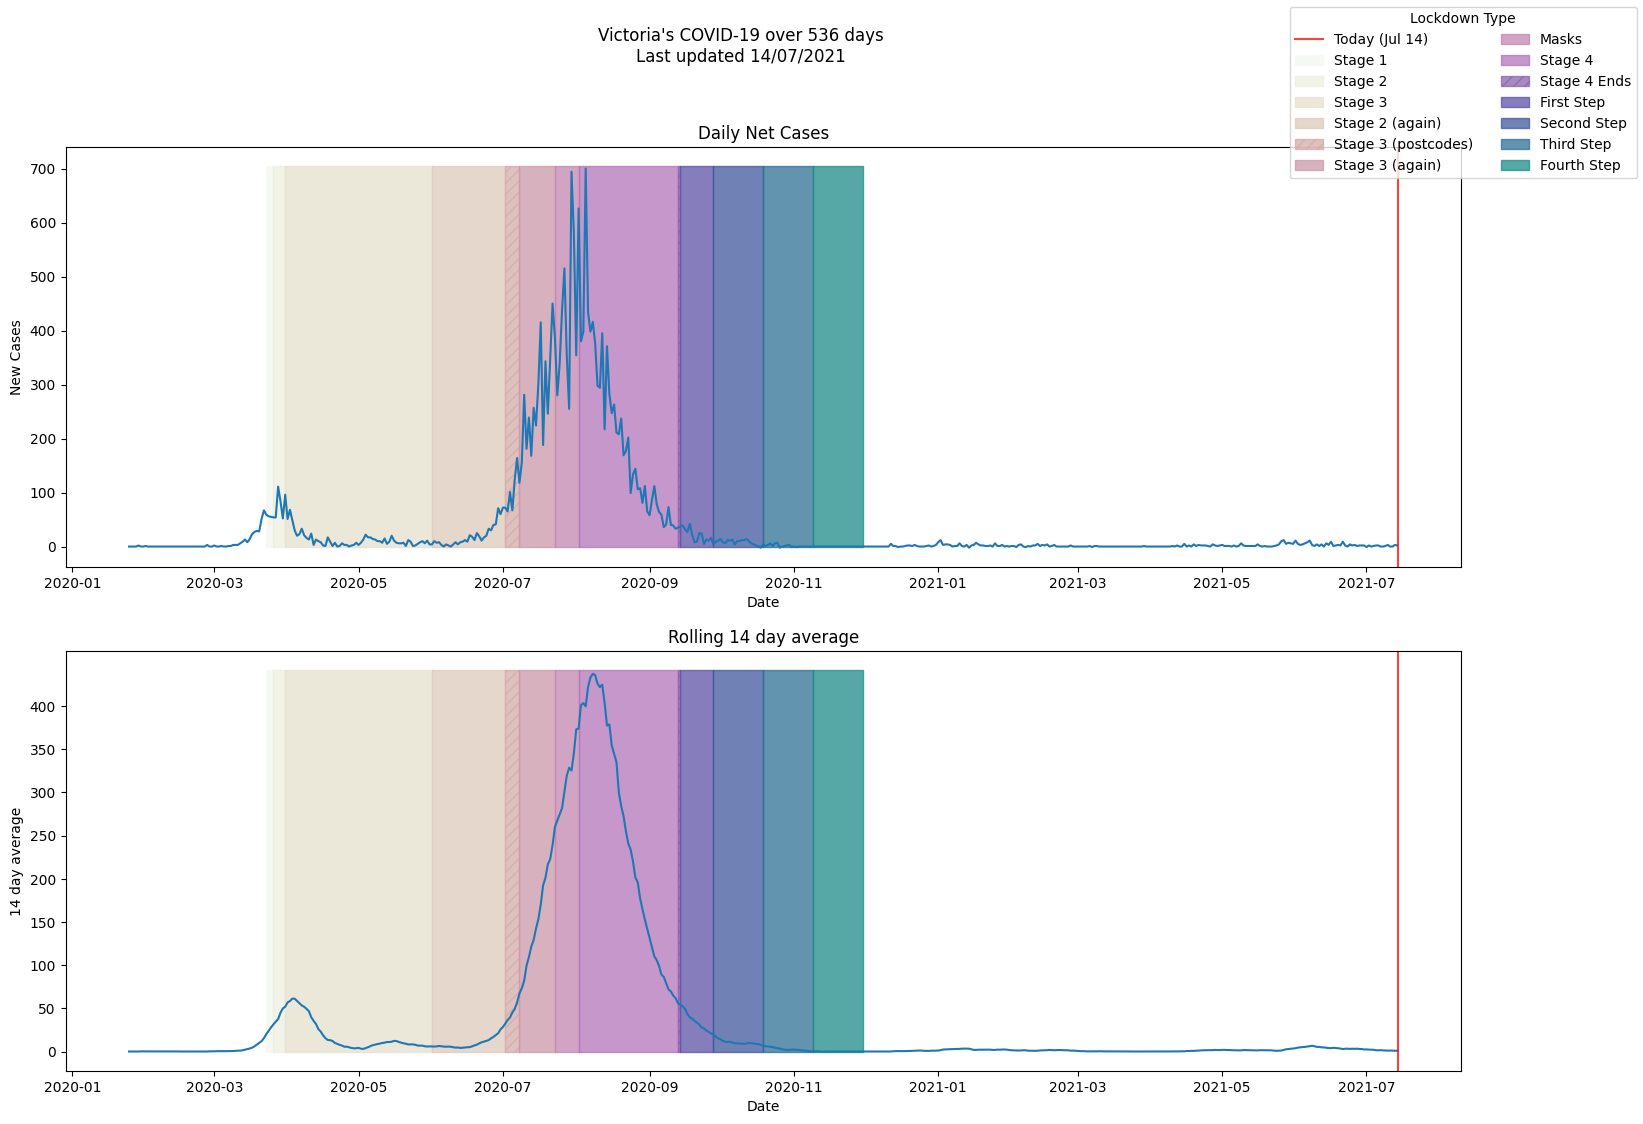 Victoria's COVID-19 over 536 days
Last updated 14/07/2021
Lockdown Type
Today (Jul 14)
Stage 1
Stage 2
Stage 3
Stage 2 (again)
Stage 3 (postcodes)
Stage 3 (again)
Masks
Stage 4
Stage 4 Ends
First Step
Second Step
Third Step
Fourth Step
Daily Net Cases
New Cases
700
600
500
400
300
200
100
0
2020-01 2020-03 2020-05 2020-07 2020-09 2020-11 2021-01 2021-03 2021-05 2021-07
Date
Rolling 14 day average
14 day average
400
350
300
250
200
150
100
50
0
2020-01 2020-03 2020-05 2020-07 2020-09 2020-11 2021-01 2021-03 2021-05 2021-07
Date